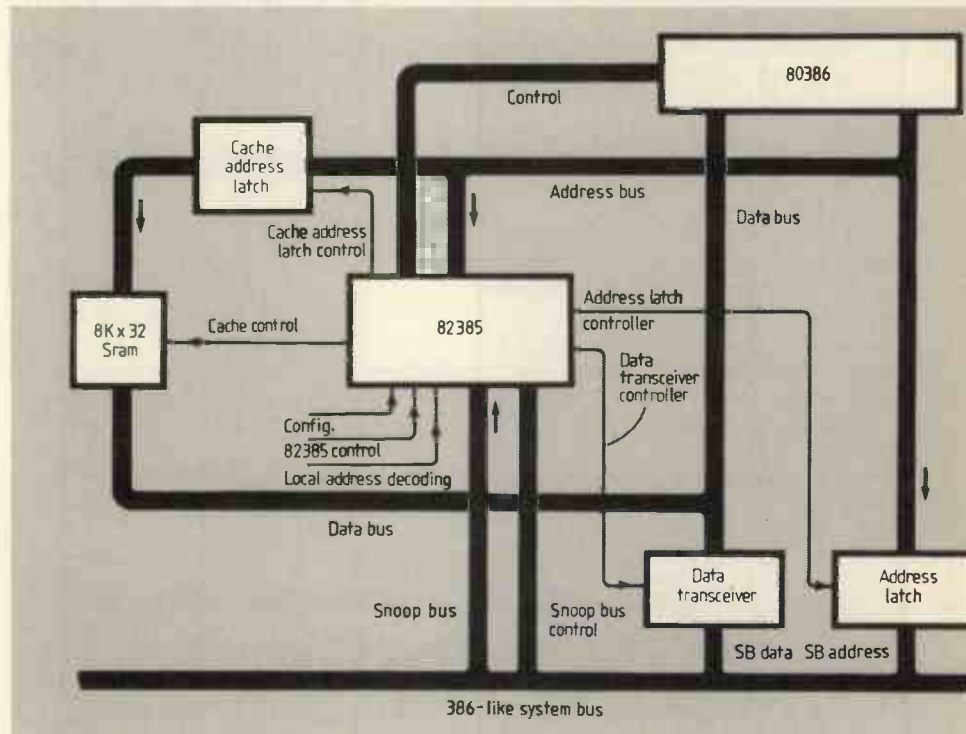 80386
Control
Cache
address
latch
Address bus
Data bus
Cache address
latch control
8K x 32
Sram
Cache control
82385
Address latch
controller
Data
transceiver
controller
Config.
82385 control
Local address decoding
Data bus
Snoop bus
Snoop bus
control
Data
transceiver
Address
latch
SB data
SB address
386-like system bus